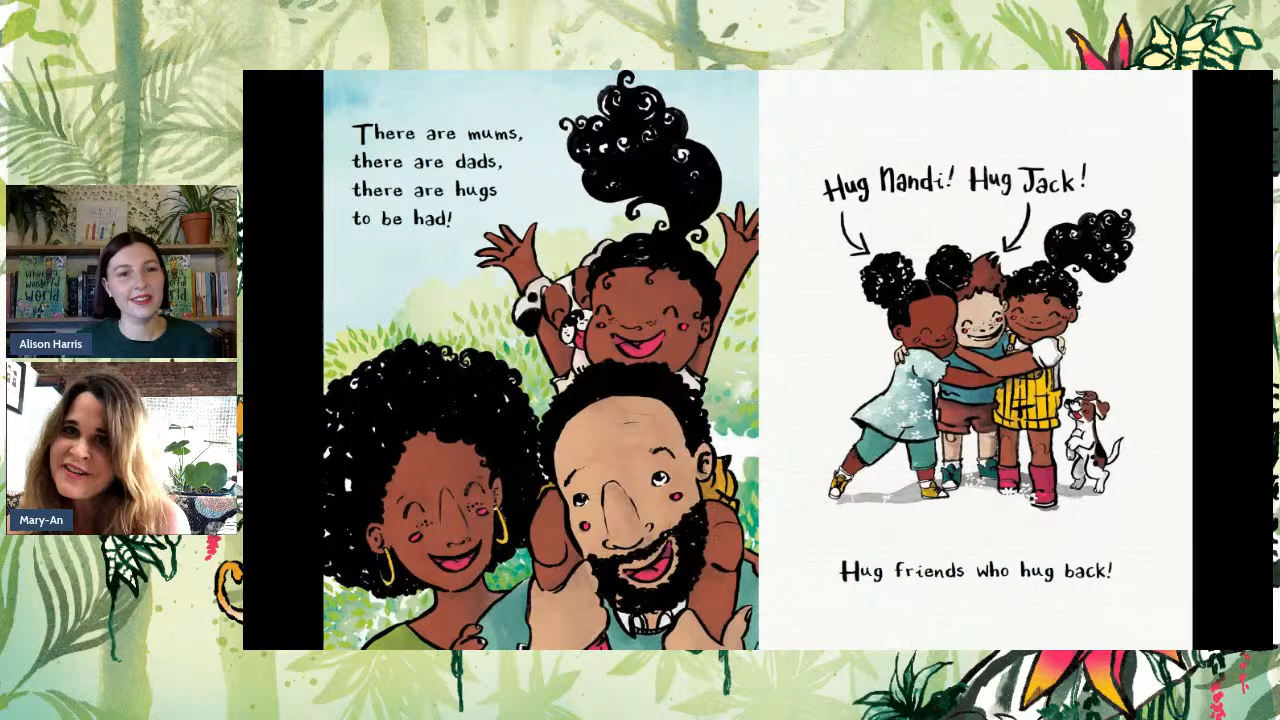 There are mums,
there are dads,
there are hugs
to be had!
Hug Nandi! Hug Jack!
Hug friends who hug back!
Alison Harris
Mary-An